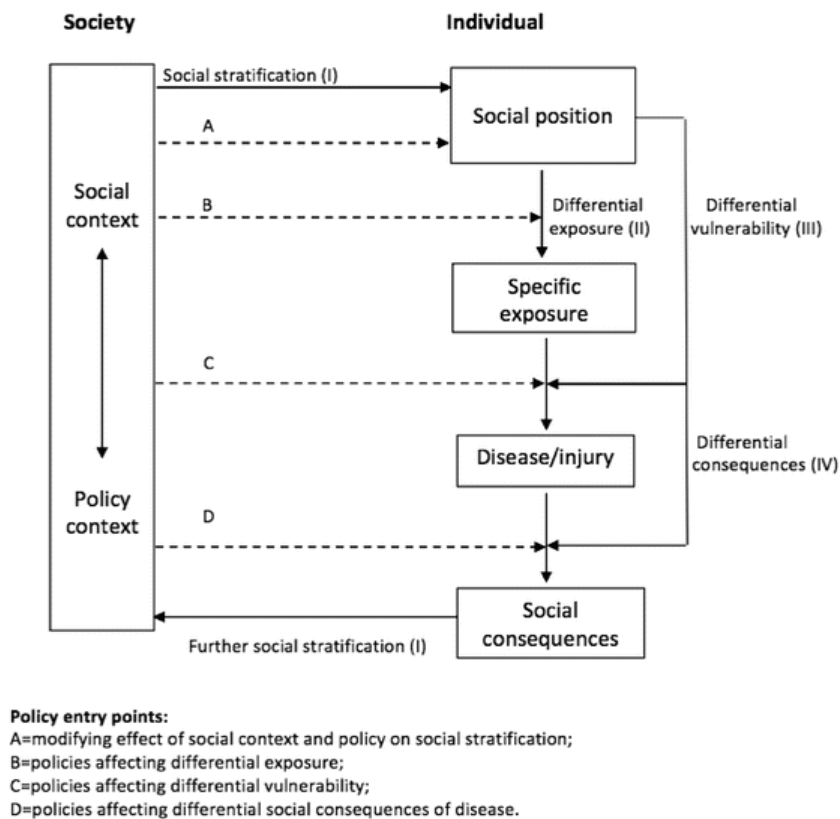 Society
Individual
Social stratification (I)
Social position
A
Social
context
B
Differential
exposure (II)
Differential
vulnerability (III)
Specific
exposure
C
Disease/injury
Differential
consequences (IV)
Policy
context
D
Social
consequences
Further social stratification (I)
Policy entry points:
A=modifying effect of social context and policy on social stratification;
B=policies affecting differential exposure;
C=policies affecting differential vulnerability;
D=policies affecting differential social consequences of disease.